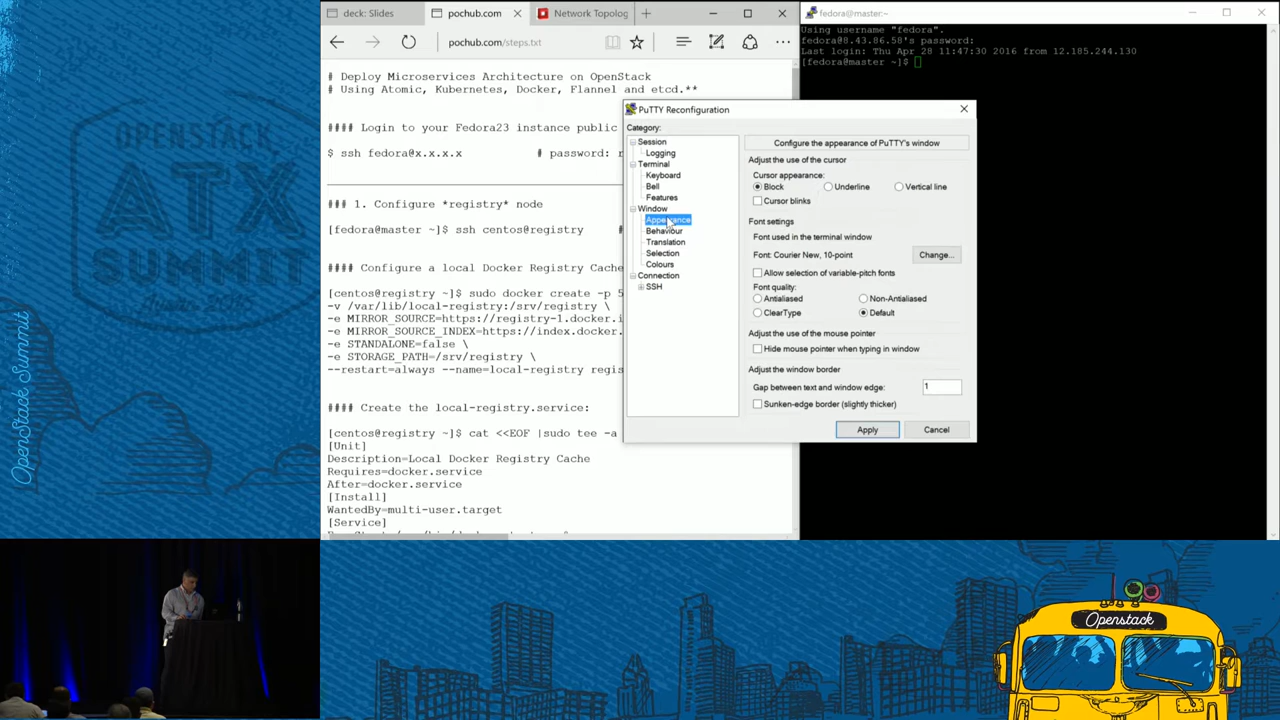 deck: Slides
pochub.com
Network Topolog
pochub.com/steps.txt
# Deploy Microservices Architecture on OpenStack
# Using Atomic, Kubernetes, Docker, Flannel and etcd.**
#### Login to your Fedora23 instance public
$ ssh fedora@x.x.x.x # password: r
### 1. Configure *registry* node
[fedora@master ~]$ ssh centos@registry #
#### Configure a local Docker Registry Cache
[centos@registry ~]$ sudo docker create -p 5
-v /var/lib/local-registry:/srv/registry \
-e MIRROR_SOURCE=https://registry-1.docker.i
-e MIRROR_SOURCE_INDEX=https://index.docker.
-e STANDALONE=false \
-e STORAGE_PATH=/srv/registry \
--restart=always --name=local-registry regis
#### Create the local-registry.service:
[centos@registry ~]$ cat <<EOF |sudo tee -a
[Unit]
Description=Local Docker Registry Cache
Requires=docker.service
After=docker.service
[Install]
WantedBy=multi-user.target
[Service]
fedora@master:~
Using username "fedora".
fedora@8.43.86.58's password:
Last login: Thu Apr 28 11:47:30 2016 from 12.185.244.130
[fedora@master ~]$
PuTTY Reconfiguration
Category:
Session
Logging
Terminal
Keyboard
Bell
Features
Window
Appearance
Behaviour
Translation
Selection
Colours
Connection
SSH
Configure the appearance of PuTTY's window
Adjust the use of the cursor
Cursor appearance:
Block Underline Vertical line
Cursor blinks
Font settings
Font used in the terminal window
Font: Courier New, 10-point Change...
Allow selection of variable-pitch fonts
Font quality:
Antialiased Non-Antialiased
ClearType Default
Adjust the use of the mouse pointer
Hide mouse pointer when typing in window
Adjust the window border
Gap between text and window edge: 1
Sunken-edge border (slightly thicker)
Apply Cancel
OpenStack Summit
OPENSTACK
TX
Openstack